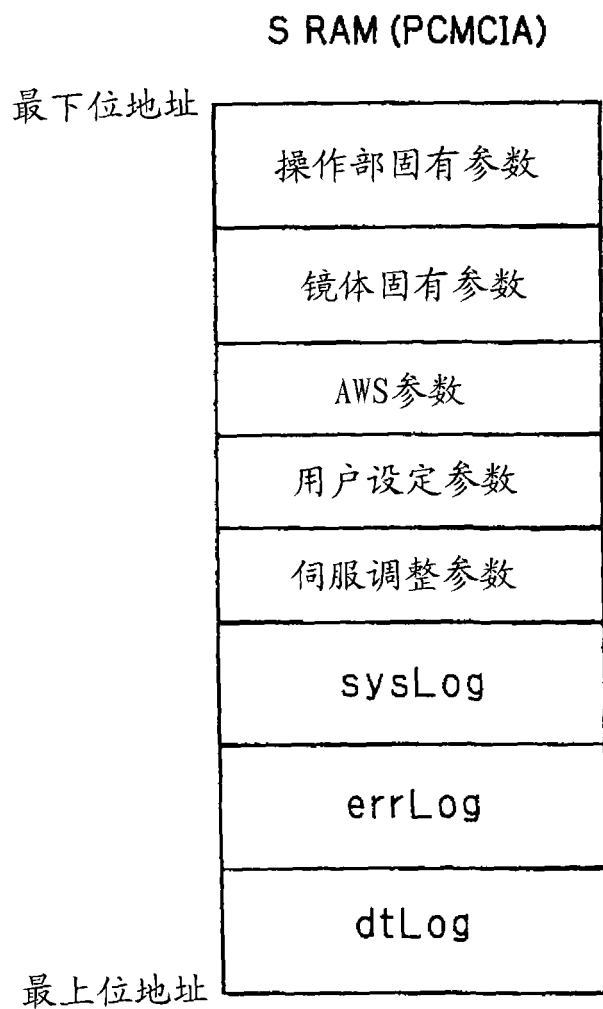 S RAM (PCMCIA)
最下位地址
操作部固有参数
镜体固有参数
AWS参数
用户设定参数
伺服调整参数
sysLog
errLog
dtLog
最上位地址